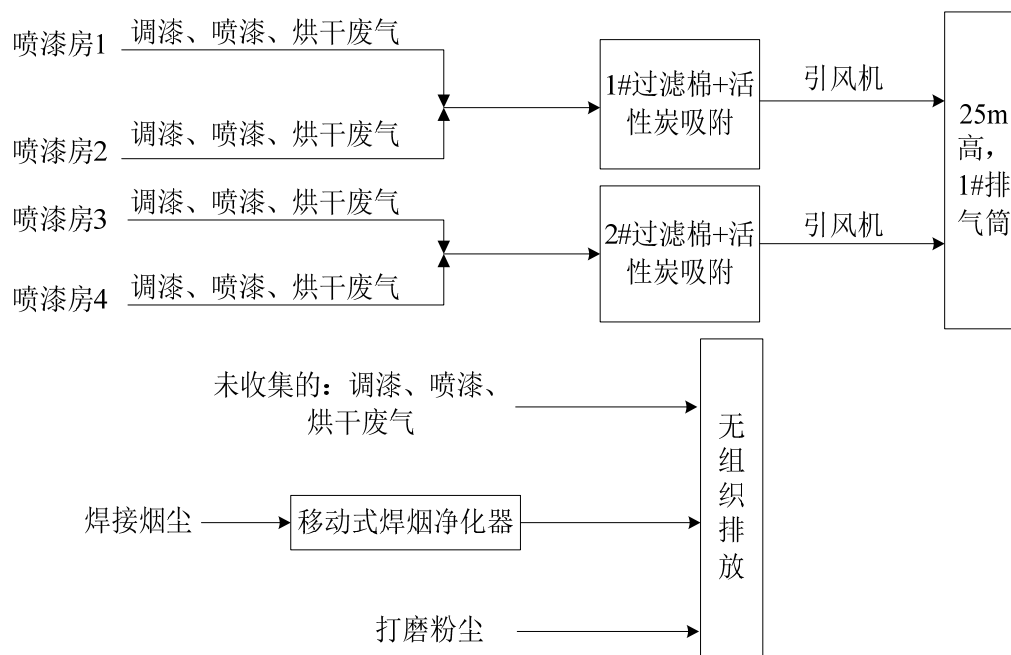 喷漆房1
调漆、喷漆、烘干废气
喷漆房2
调漆、喷漆、烘干废气
1#过滤棉+活
性炭吸附
引风机
喷漆房3
调漆、喷漆、烘干废气
喷漆房4
调漆、喷漆、烘干废气
2#过滤棉+活
性炭吸附
引风机
25m
高，
1#排
气筒
未收集的：调漆、喷漆、
烘干废气
焊接烟尘
移动式焊烟净化器
打磨粉尘
无
组
织
排
放